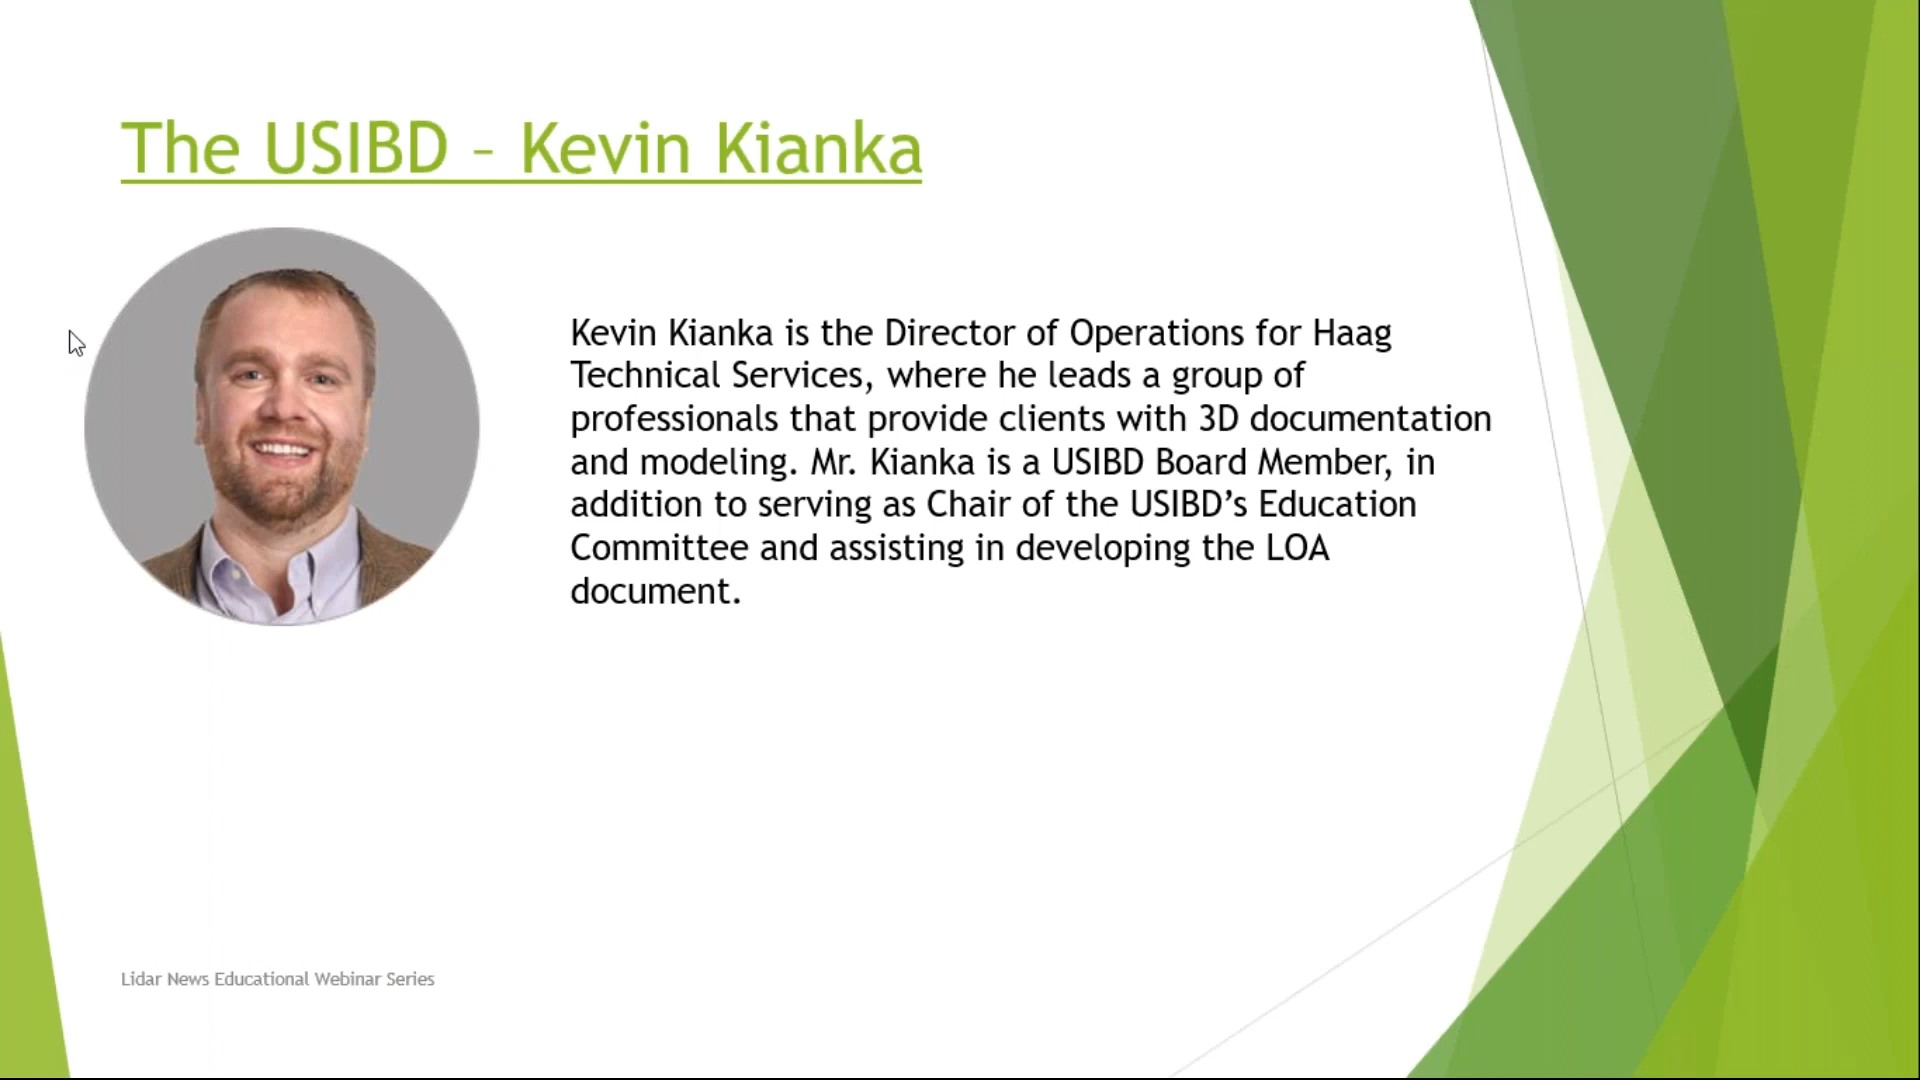 The USIBD – Kevin Kianka
Kevin Kianka is the Director of Operations for Haag
Technical Services, where he leads a group of
professionals that provide clients with 3D documentation
and modeling. Mr. Kianka is a USIBD Board Member, in
addition to serving as Chair of the USIBD’s Education
Committee and assisting in developing the LOA
document.
Lidar News Educational Webinar Series